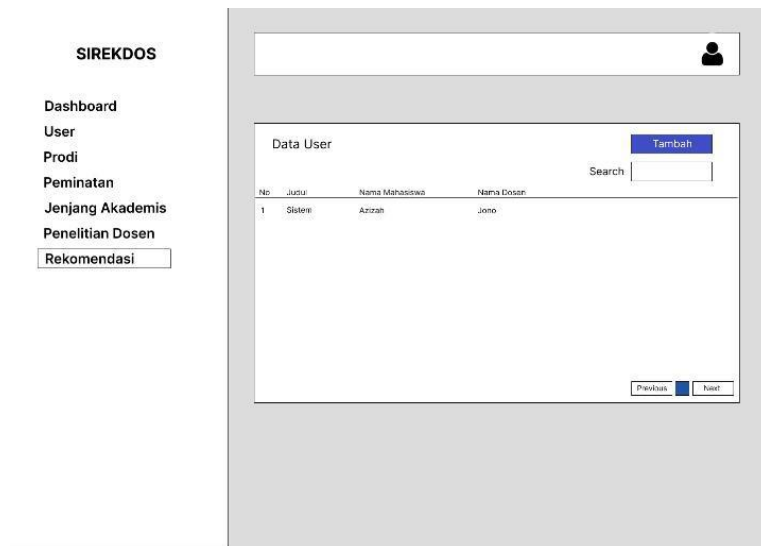 SIREKDOS
Dashboard
User
Prodi
Peminatan
Jenjang Akademis
Penelitian Dosen
Rekomendasi
Data User
Tambah
Search
No Judul Nama Mahasiswa Nama Dosen
1 Sistem Azizah Jono
Previous Next